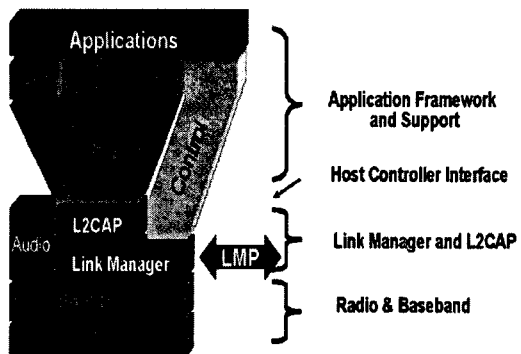 Applications
Control
Application Framework
and Support
Host Controller Interface
L2CAP
Audio
Link Manager
LMP
Link Manager and L2CAP
Radio & Baseband